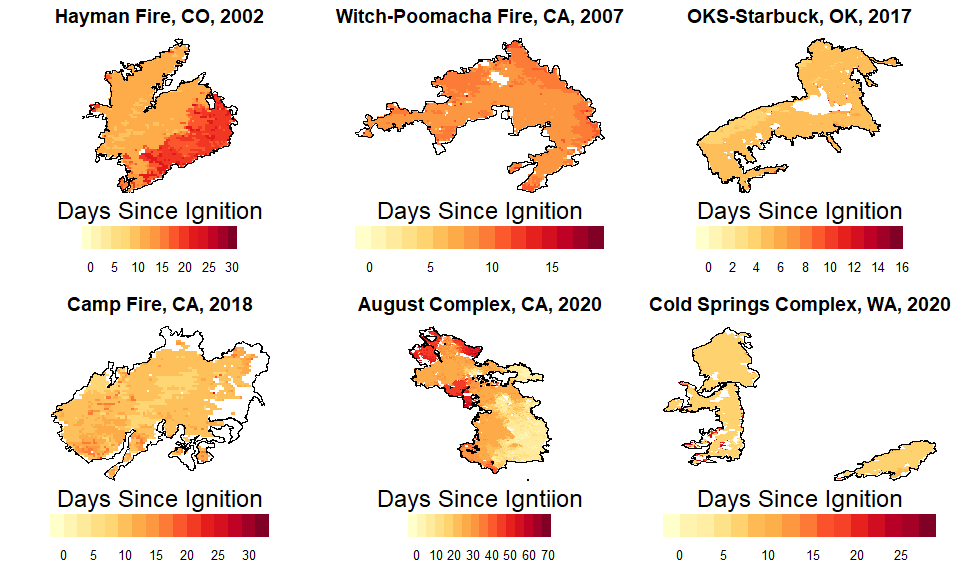 Hayman Fire, CO, 2002
Witch-Poomacha Fire, CA, 2007
OKS-Starbuck, OK, 2017
Days Since Ignition
Days Since Ignition
Days Since Ignition
0 5 10 15 20 25 30
0 5 10 15
0 2 4 6 8 10 12 14 16
Camp Fire, CA, 2018
August Complex, CA, 2020
Cold Springs Complex, WA, 2020
Days Since Ignition
Days Since Igntiion
Days Since Ignition
0 5 10 15 20 25 30
0 10 20 30 40 50 60 70
0 5 10 15 20 25